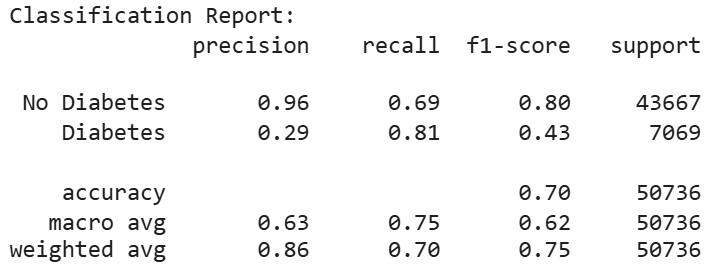 Classification Report:
precision recall f1-score support
No Diabetes 0.96 0.69 0.80 43667
Diabetes 0.29 0.81 0.43 7069
accuracy 0.70 50736
macro avg 0.63 0.75 0.62 50736
weighted avg 0.86 0.70 0.75 50736